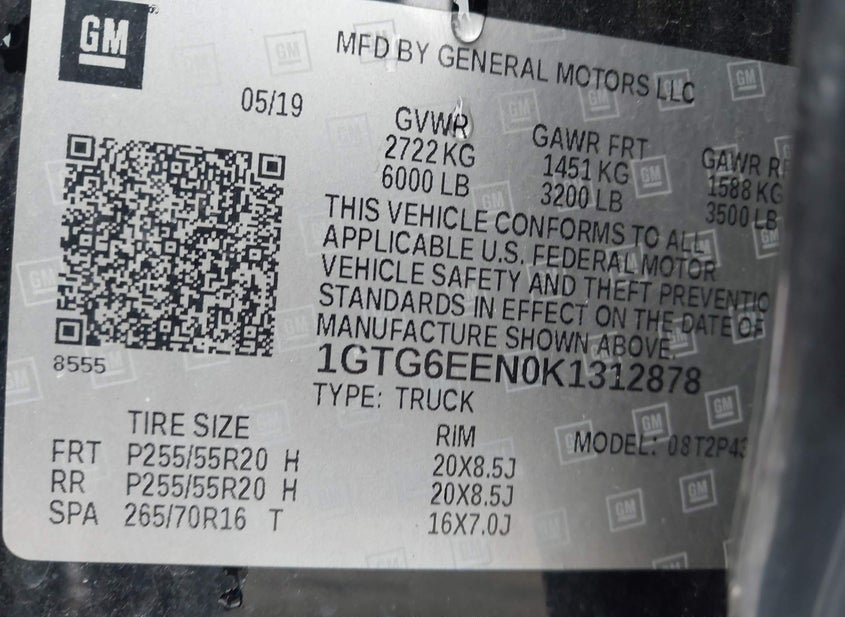 GM
MFD BY GENERAL MOTORS LLC
05/19
GVWR GAWR FRT GAWR
2722 KG 1451 KG 1588 KG
6000 LB 3200 LB 3500 LB
THIS VEHICLE CONFORMS TO ALL
APPLICABLE U.S. FEDERAL MOTOR
VEHICLE SAFETY AND THEFT PREVENTIO
STANDARDS IN EFFECT ON THE DATE OF
MANUFACTURE SHOWN ABOVE.
8555
1GTG6EEN0K1312878
TYPE: TRUCK
TIRE SIZE RIM MODEL: 08T2P43
FRT P255/55R20 H 20X8.5J
RR P255/55R20 H 20X8.5J
SPA 265/70R16 T 16X7.0J